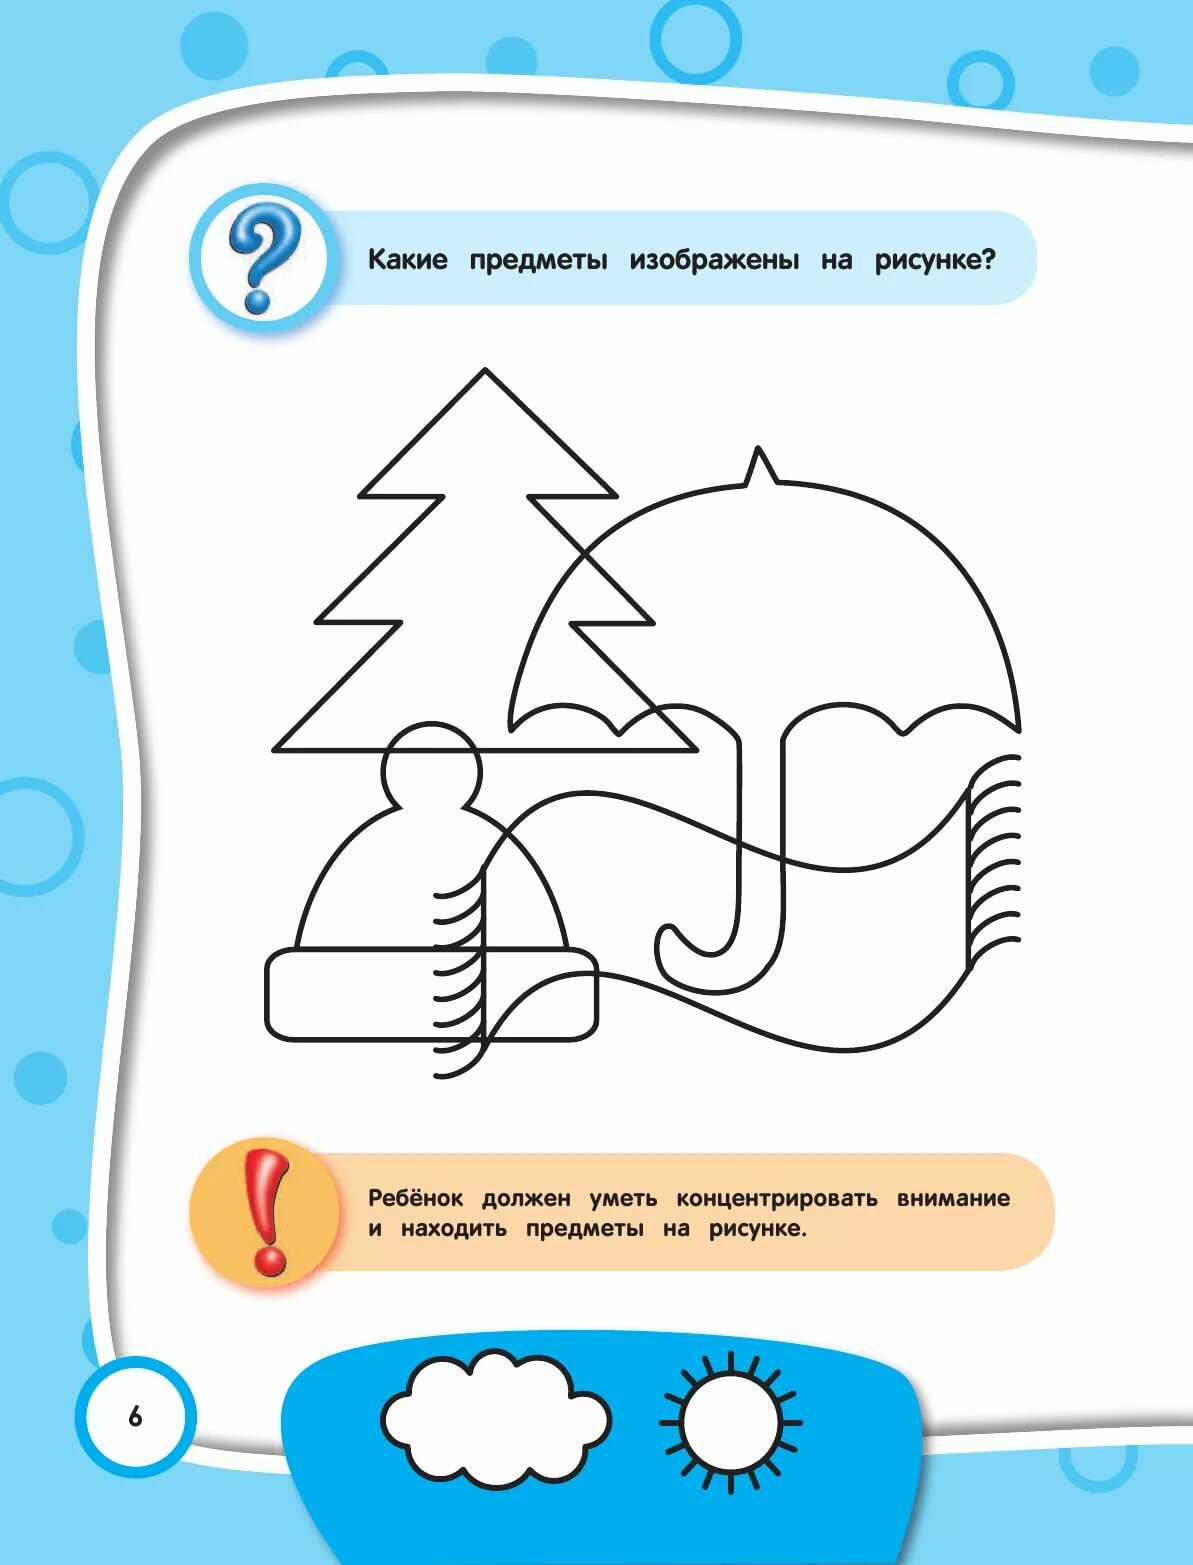 Какие предметы изображены на рисунке?
Ребёнок должен уметь концентрировать внимание
и находить предметы на рисунке.
6